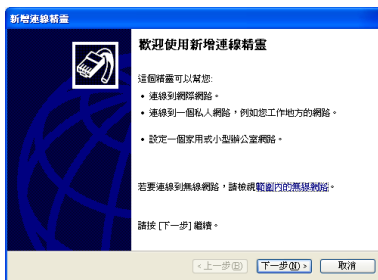 新增連線精靈
歡迎使用新增連線精靈
這個精靈可以幫您:
• 連線到網際網路。
• 連線到一個私人網路，例如您工作地方的網路。
• 設定一個家用或小型辦公室網路。
若要連線到無線網路，請檢視範圍內的無線網路。
請按 [下一步] 繼續。
<上一步(B) 下一步(N)> 取消